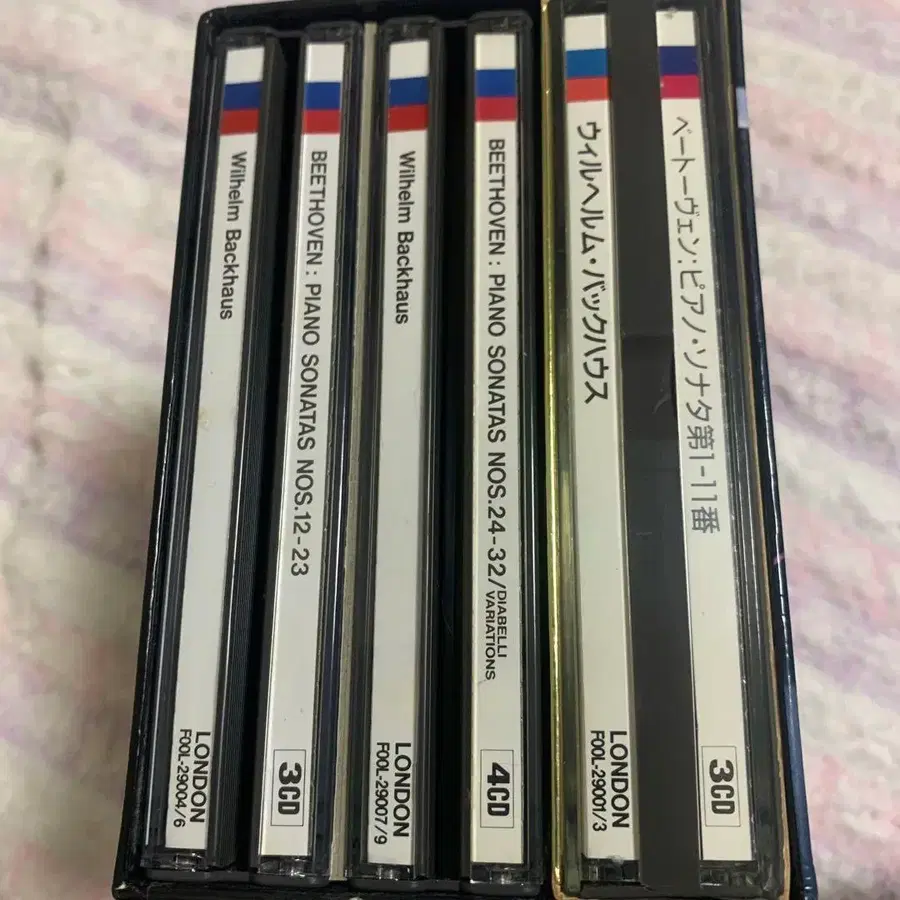 Wilhelm Backhaus
LONDON
F00L-29004/6
BEETHOVEN: PIANO SONATAS NOS.12-23
3CD
Wilhelm Backhaus
LONDON
F00L-29007/9
BEETHOVEN: PIANO SONATAS NOS.24-32/DIABELLI
VARIATIONS
4CD
ウィルヘルム・バックハウス
LONDON
F00L-29001/3
ベートーヴェン:ピアノ・ソナタ第1-11番
3CD